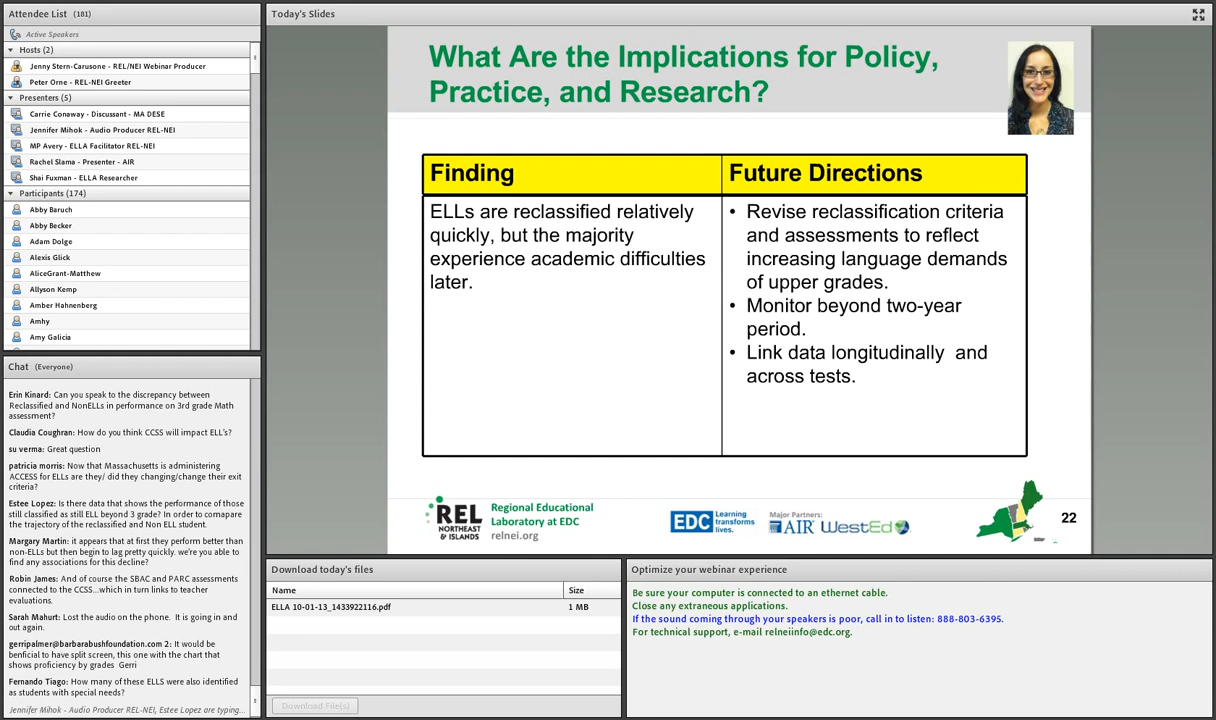 Attendee List (181)
Active Speakers
Hosts (2)
Jenny Stern-Carusone - REL/NEI Webinar Producer
Peter Orne - REL-NEI Greeter
Presenters (5)
Carrie Conaway - Discussant - MA DESE
Jennifer Mihok - Audio Producer REL-NEI
MP Avery - ELLA Facilitator REL-NEI
Rachel Slama - Presenter - AIR
Shai Fuxman - ELLA Researcher
Participants (174)
Abby Baruch
Abby Becker
Adam Dolge
Alexis Glick
AliceGrant-Matthew
Allyson Kemp
Amber Hahnenberg
Amhy
Amy Galicia
Chat (Everyone)
Erin Kinard: Can you speak to the discrepancy between
Reclassified and NonELLs in performance on 3rd grade Math
assessment?
Claudia Coughran: How do you think CCSS will impact ELL's?
su verma: Great question
patricia morris: Now that Massachusetts is administering
ACCESS for ELLs are they/ did they changing/change their exit
criteria?
Estee Lopez: Is there data that shows the performance of those
still classified as still ELL beyond 3 grade? In order to comapare
the trajectory of the reclassified and Non ELL student.
Margary Martin: it appears that at first they perform better than
non-ELLs but then begin to lag pretty quickly. we're you able to
find any associations for this decline?
Robin James: And of course the SBAC and PARC assessments
connected to the CCSS...which in turn links to teacher
evaluations.
Sarah Mahurt: Lost the audio on the phone. It is going in and
out again.
gerripalmer@barbarabushfoundation.com 2: It would be
benficial to have split screen, this one with the chart that
shows proficiency by grades Gerri
Fernando Tiago: How many of these ELLS were also identified
as students with special needs?
Jennifer Mihok - Audio Producer REL-NEI, Estee Lopez are typing...
Today's Slides
What Are the Implications for Policy,
Practice, and Research?
Finding
Future Directions
ELLs are reclassified relatively
quickly, but the majority
experience academic difficulties
later.
• Revise reclassification criteria
and assessments to reflect
increasing language demands
of upper grades.
• Monitor beyond two-year
period.
• Link data longitudinally and
across tests.
REL
NORTHEAST
& ISLANDS
Regional Educational
Laboratory at EDC
relnei.org
EDC Learning
transforms
lives.
Major Partners:
AIR WestEd
22
Download today's files
Name Size
ELLA 10-01-13_1433922116.pdf 1 MB
Download File(s)
Optimize your webinar experience
Be sure your computer is connected to an ethernet cable.
Close any extraneous applications.
If the sound coming through your speakers is poor, call in to listen: 888-803-6395.
For technical support, e-mail relneiinfo@edc.org.